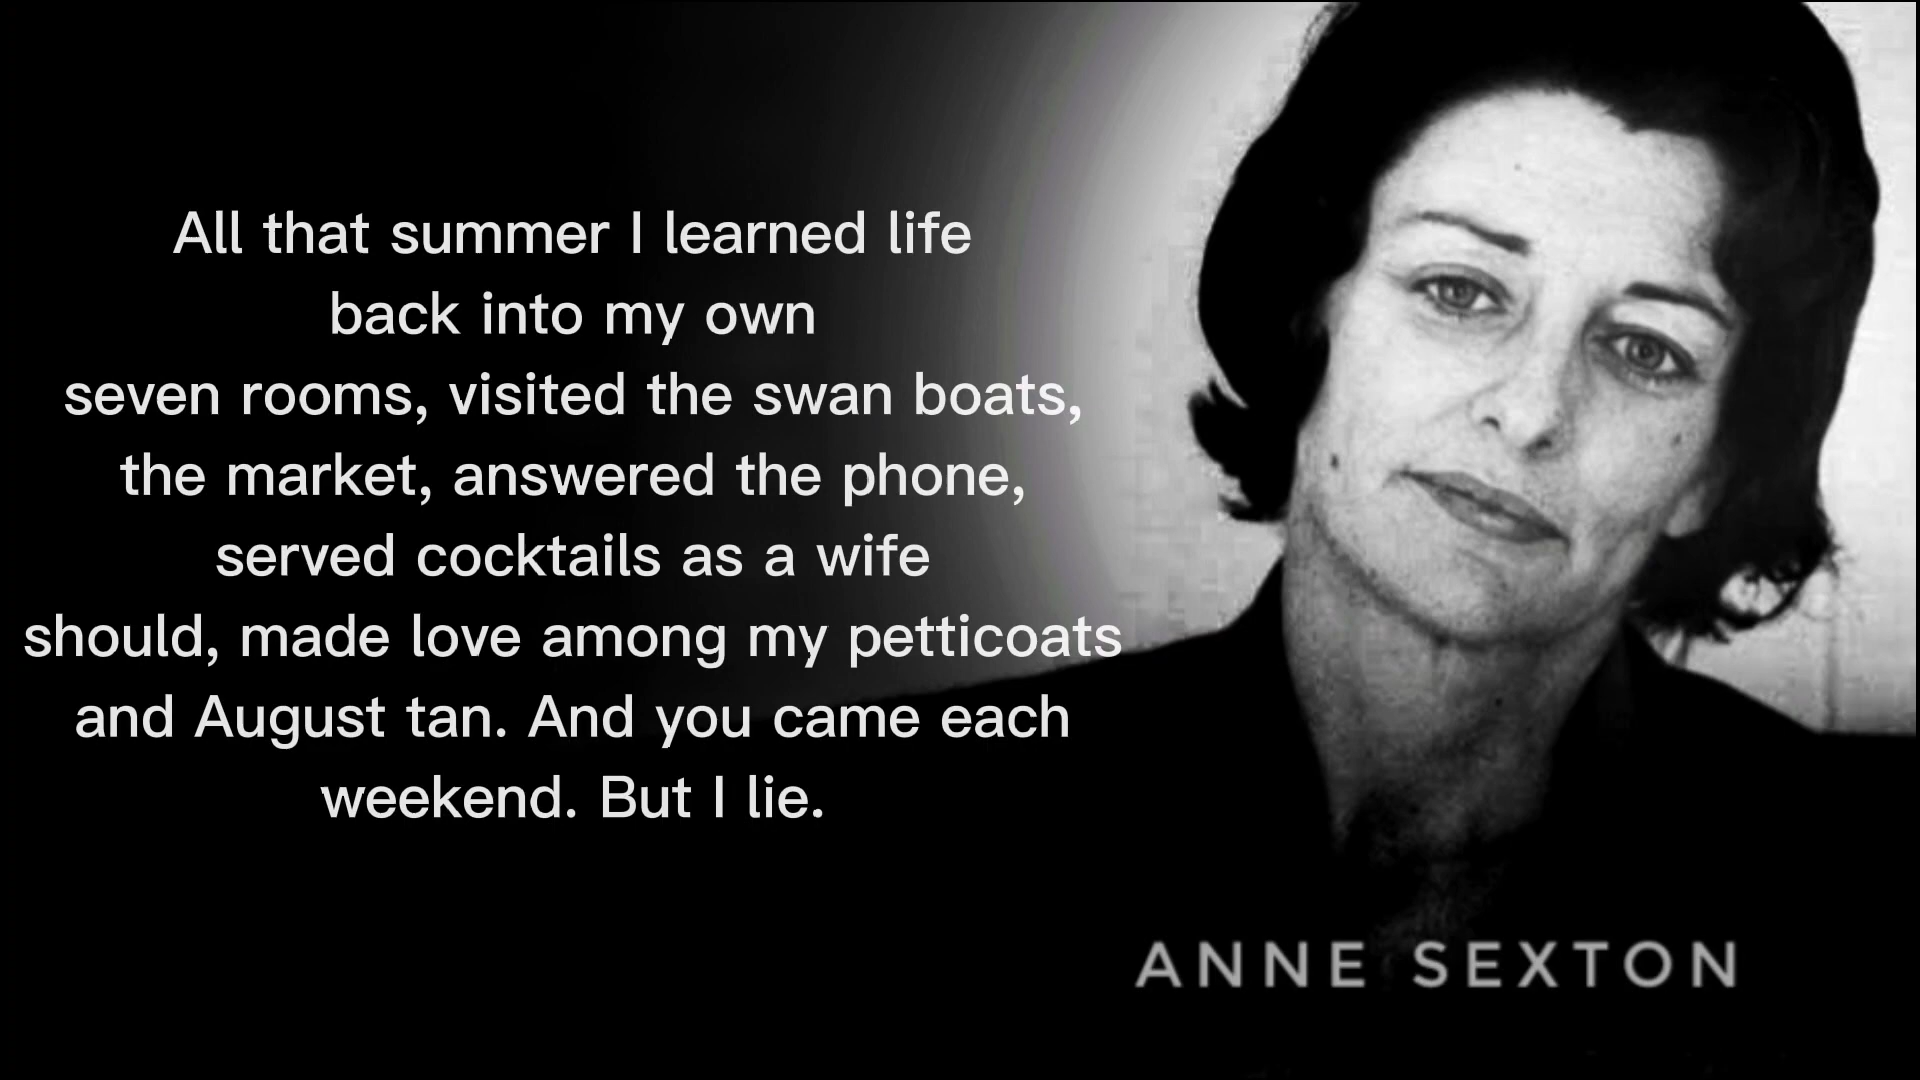 All that summer I learned life
back into my own
seven rooms, visited the swan boats,
the market, answered the phone,
served cocktails as a wife
should, made love among my petticoats
and August tan. And you came each
weekend. But I lie.
ANNE SEXTON